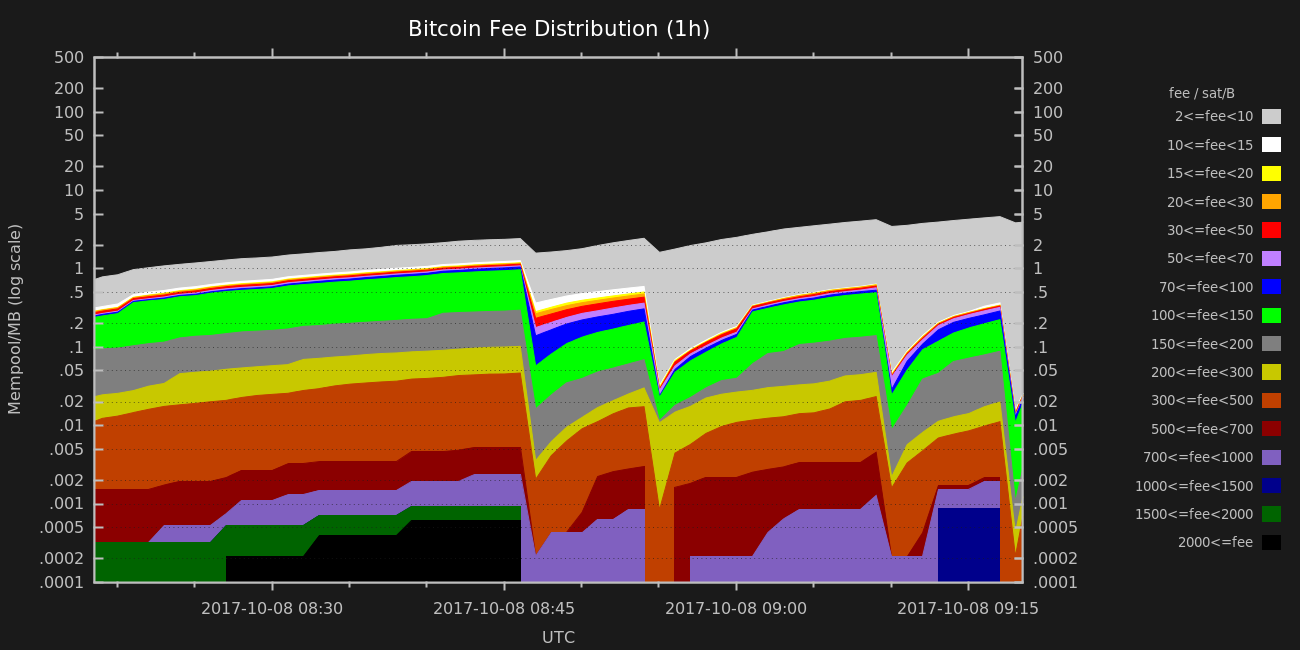 Bitcoin Fee Distribution (1h)
Mempool/MB (log scale)
500
200
100
50
20
10
5
2
1
.5
.2
.1
.05
.02
.01
.005
.002
.001
.0005
.0002
.0001
500
200
100
50
20
10
5
2
1
.5
.2
.1
.05
.02
.01
.005
.002
.001
.0005
.0002
.0001
2017-10-08 08:30
2017-10-08 08:45
2017-10-08 09:00
2017-10-08 09:15
UTC
fee / sat/B
2<=fee<10
10<=fee<15
15<=fee<20
20<=fee<30
30<=fee<50
50<=fee<70
70<=fee<100
100<=fee<150
150<=fee<200
200<=fee<300
300<=fee<500
500<=fee<700
700<=fee<1000
1000<=fee<1500
1500<=fee<2000
2000<=fee